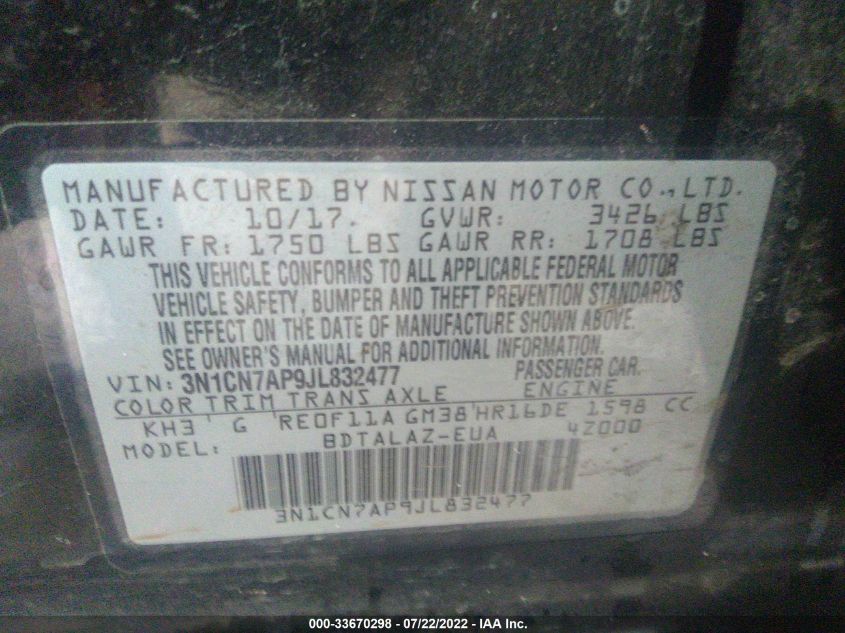 MANUFACTURED BY NISSAN MOTOR CO., LTD.
DATE: 10/17. GVWR: 3426 LBS
GAWR FR: 1750 LBS GAWR RR: 1708 LBS
THIS VEHICLE CONFORMS TO ALL APPLICABLE FEDERAL MOTOR
VEHICLE SAFETY, BUMPER AND THEFT PREVENTION STANDARDS
IN EFFECT ON THE DATE OF MANUFACTURE SHOWN ABOVE.
SEE OWNER'S MANUAL FOR ADDITIONAL INFORMATION.
VIN: 3N1CN7AP9JL832477 PASSENGER CAR.
COLOR TRIM TRANS AXLE ENGINE
KH3 G RE0F11A GM38 HR16DE 1598 CC
MODEL: BDTALAZ-EUA 4Z000
3N1CN7AP9JL832477
000-33670298 - 07/22/2022 - IAA Inc.